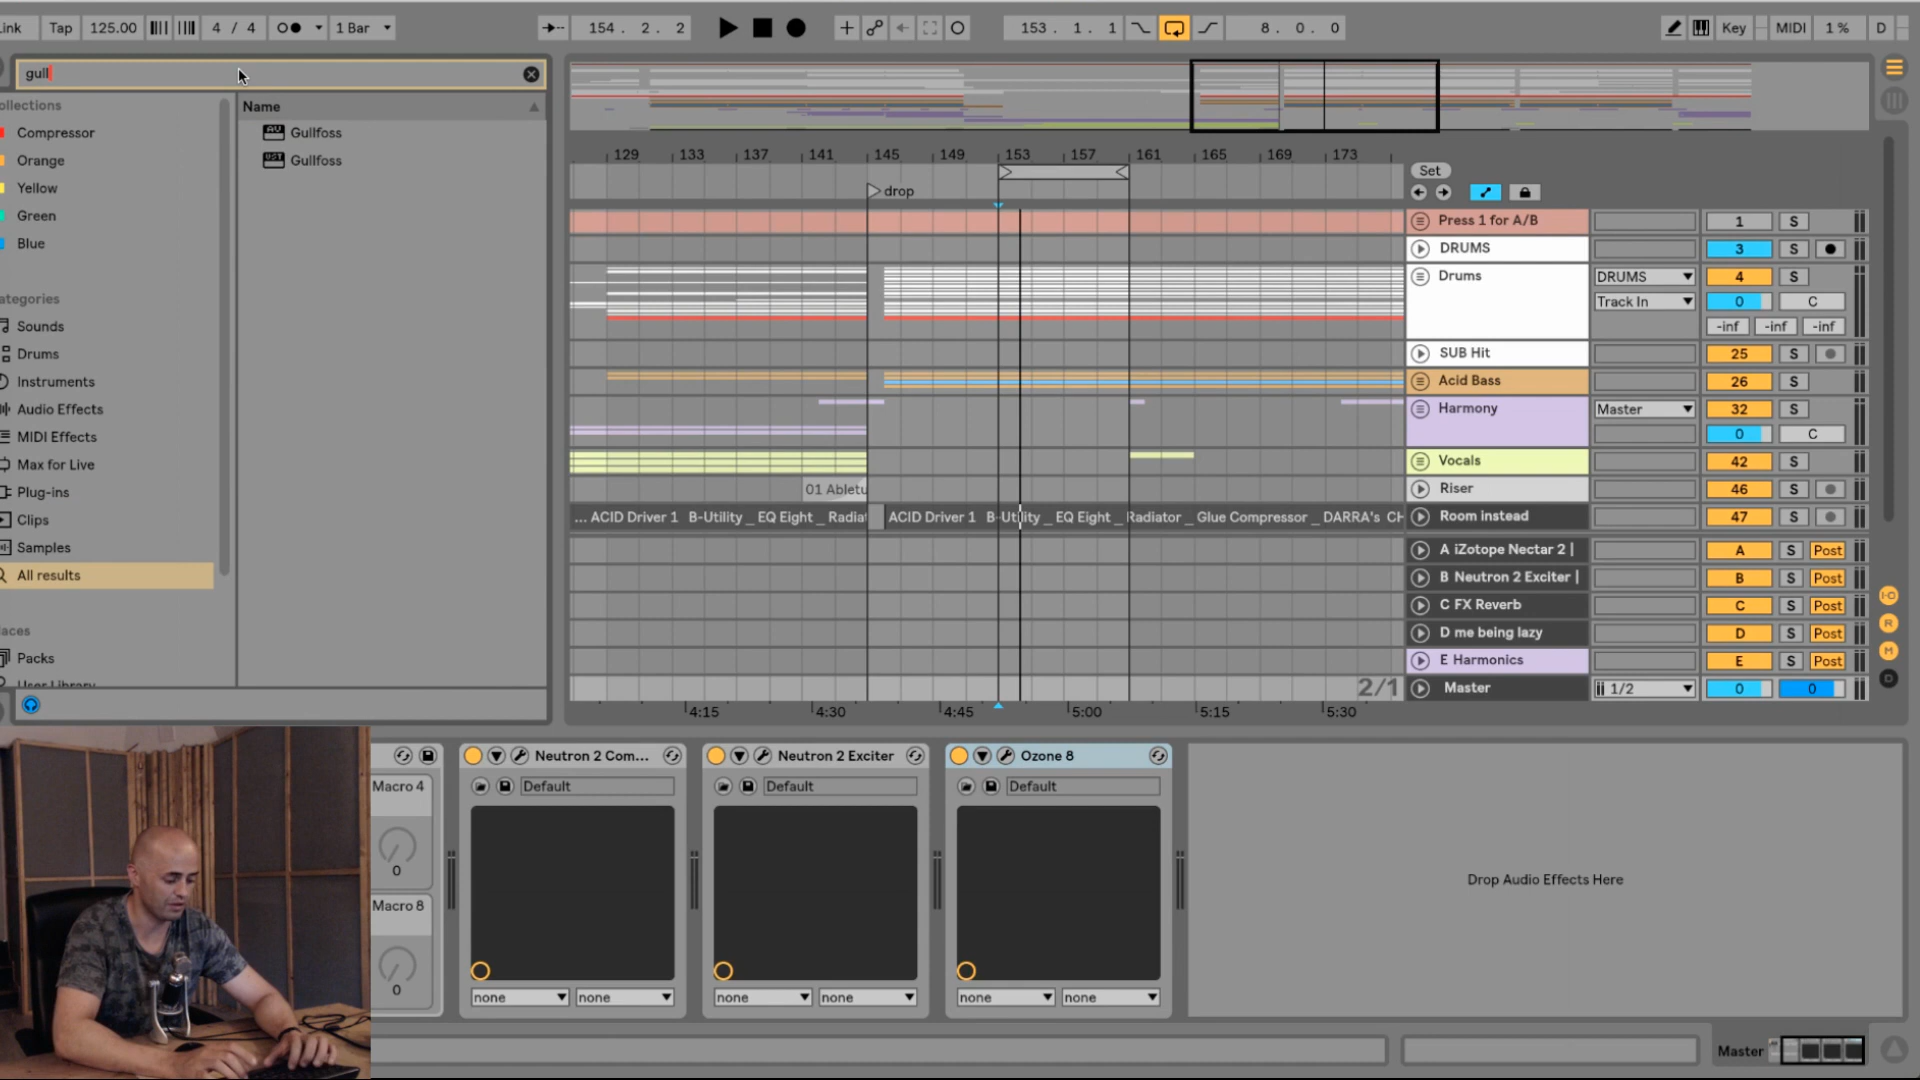 ink Tap 125.00 4 / 4 1 Bar 154. 2. 2 153. 1. 1 8. 0. 0 Key MIDI 1 % D
gull
ollections
Compressor
Orange
Yellow
Green
Blue
ategories
Sounds
Drums
Instruments
Audio Effects
MIDI Effects
Max for Live
Plug-ins
Clips
Samples
All results
laces
Packs
User Library
Name
Gullfoss
Gullfoss
129 133 137 141 145 149 153 157 161 165 169 173
drop
Set
Press 1 for A/B 1 S
DRUMS 3 S
Drums DRUMS 4 S
Track In 0 C
-inf -inf -inf
SUB Hit 25 S
Acid Bass 26 S
Harmony Master 32 S
0 C
Vocals 42 S
01 Abletu Riser 46 S
... ACID Driver 1 B-Utility _ EQ Eight _ Radiat ACID Driver 1 B-Utility _ EQ Eight _ Radiator _ Glue Compressor _ DARRA's CH Room instead 47 S
A iZotope Nectar 2 | A S Post
B Neutron 2 Exciter | B S Post
C FX Reverb C S Post
D me being lazy D S Post
E Harmonics E S Post
2/1 Master 1/2 0 0
4:15 4:30 4:45 5:00 5:15 5:30
I-O
R
M
D
Macro 4
0
Macro 8
0
Neutron 2 Com...
Default
none none
Neutron 2 Exciter
Default
none none
Ozone 8
Default
none none
Drop Audio Effects Here
Master